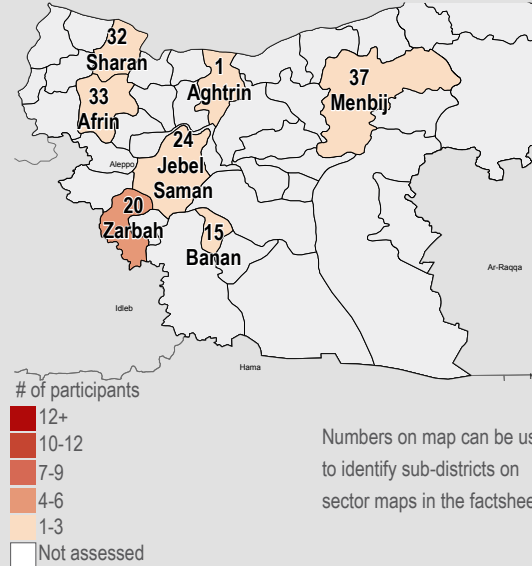 32
Sharan
1
Aghtrin
37
Menbij
33
Afrin
24
Jebel
Saman
Aleppo
20
Zarbah
15
Banan
Ar-Raqqa
Idleb
Hama
# of participants
12+
10-12
7-9
4-6
1-3
Not assessed
Numbers on map can be us
to identify sub-districts on
sector maps in the factshee